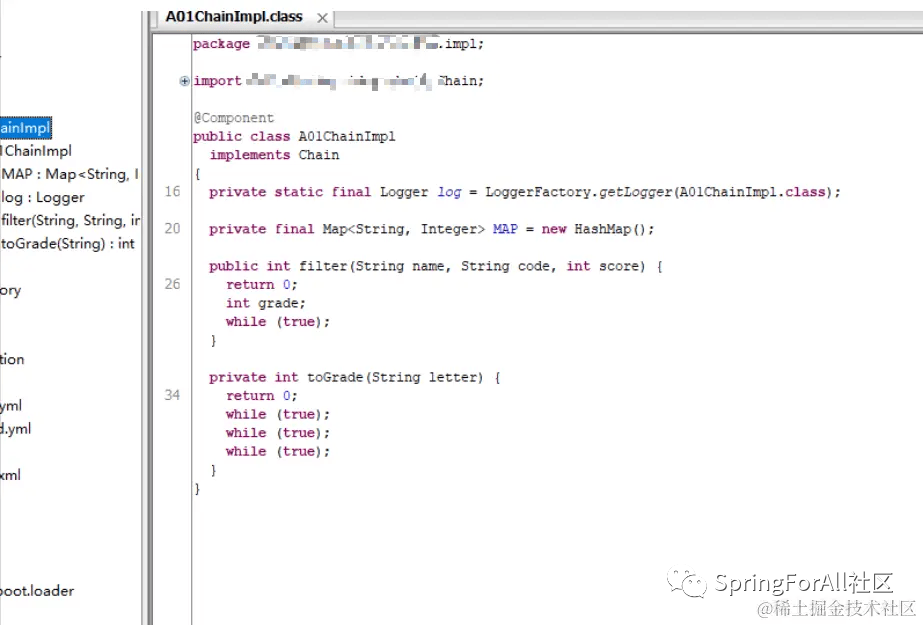 A01ChainImpl.class
package .impl;
import Chain;
@Component
public class A01ChainImpl
implements Chain
{
16 private static final Logger log = LoggerFactory.getLogger(A01ChainImpl.class);
20 private final Map<String, Integer> MAP = new HashMap();
public int filter(String name, String code, int score) {
26 return 0;
int grade;
while (true);
}
private int toGrade(String letter) {
34 return 0;
while (true);
while (true);
while (true);
}
}
ainImpl
1ChainImpl
MAP : Map<String, I
log : Logger
filter(String, String, in
toGrade(String) : int
ory
tion
yml
d.yml
xml
boot.loader
SpringForAll社区
@稀土掘金技术社区